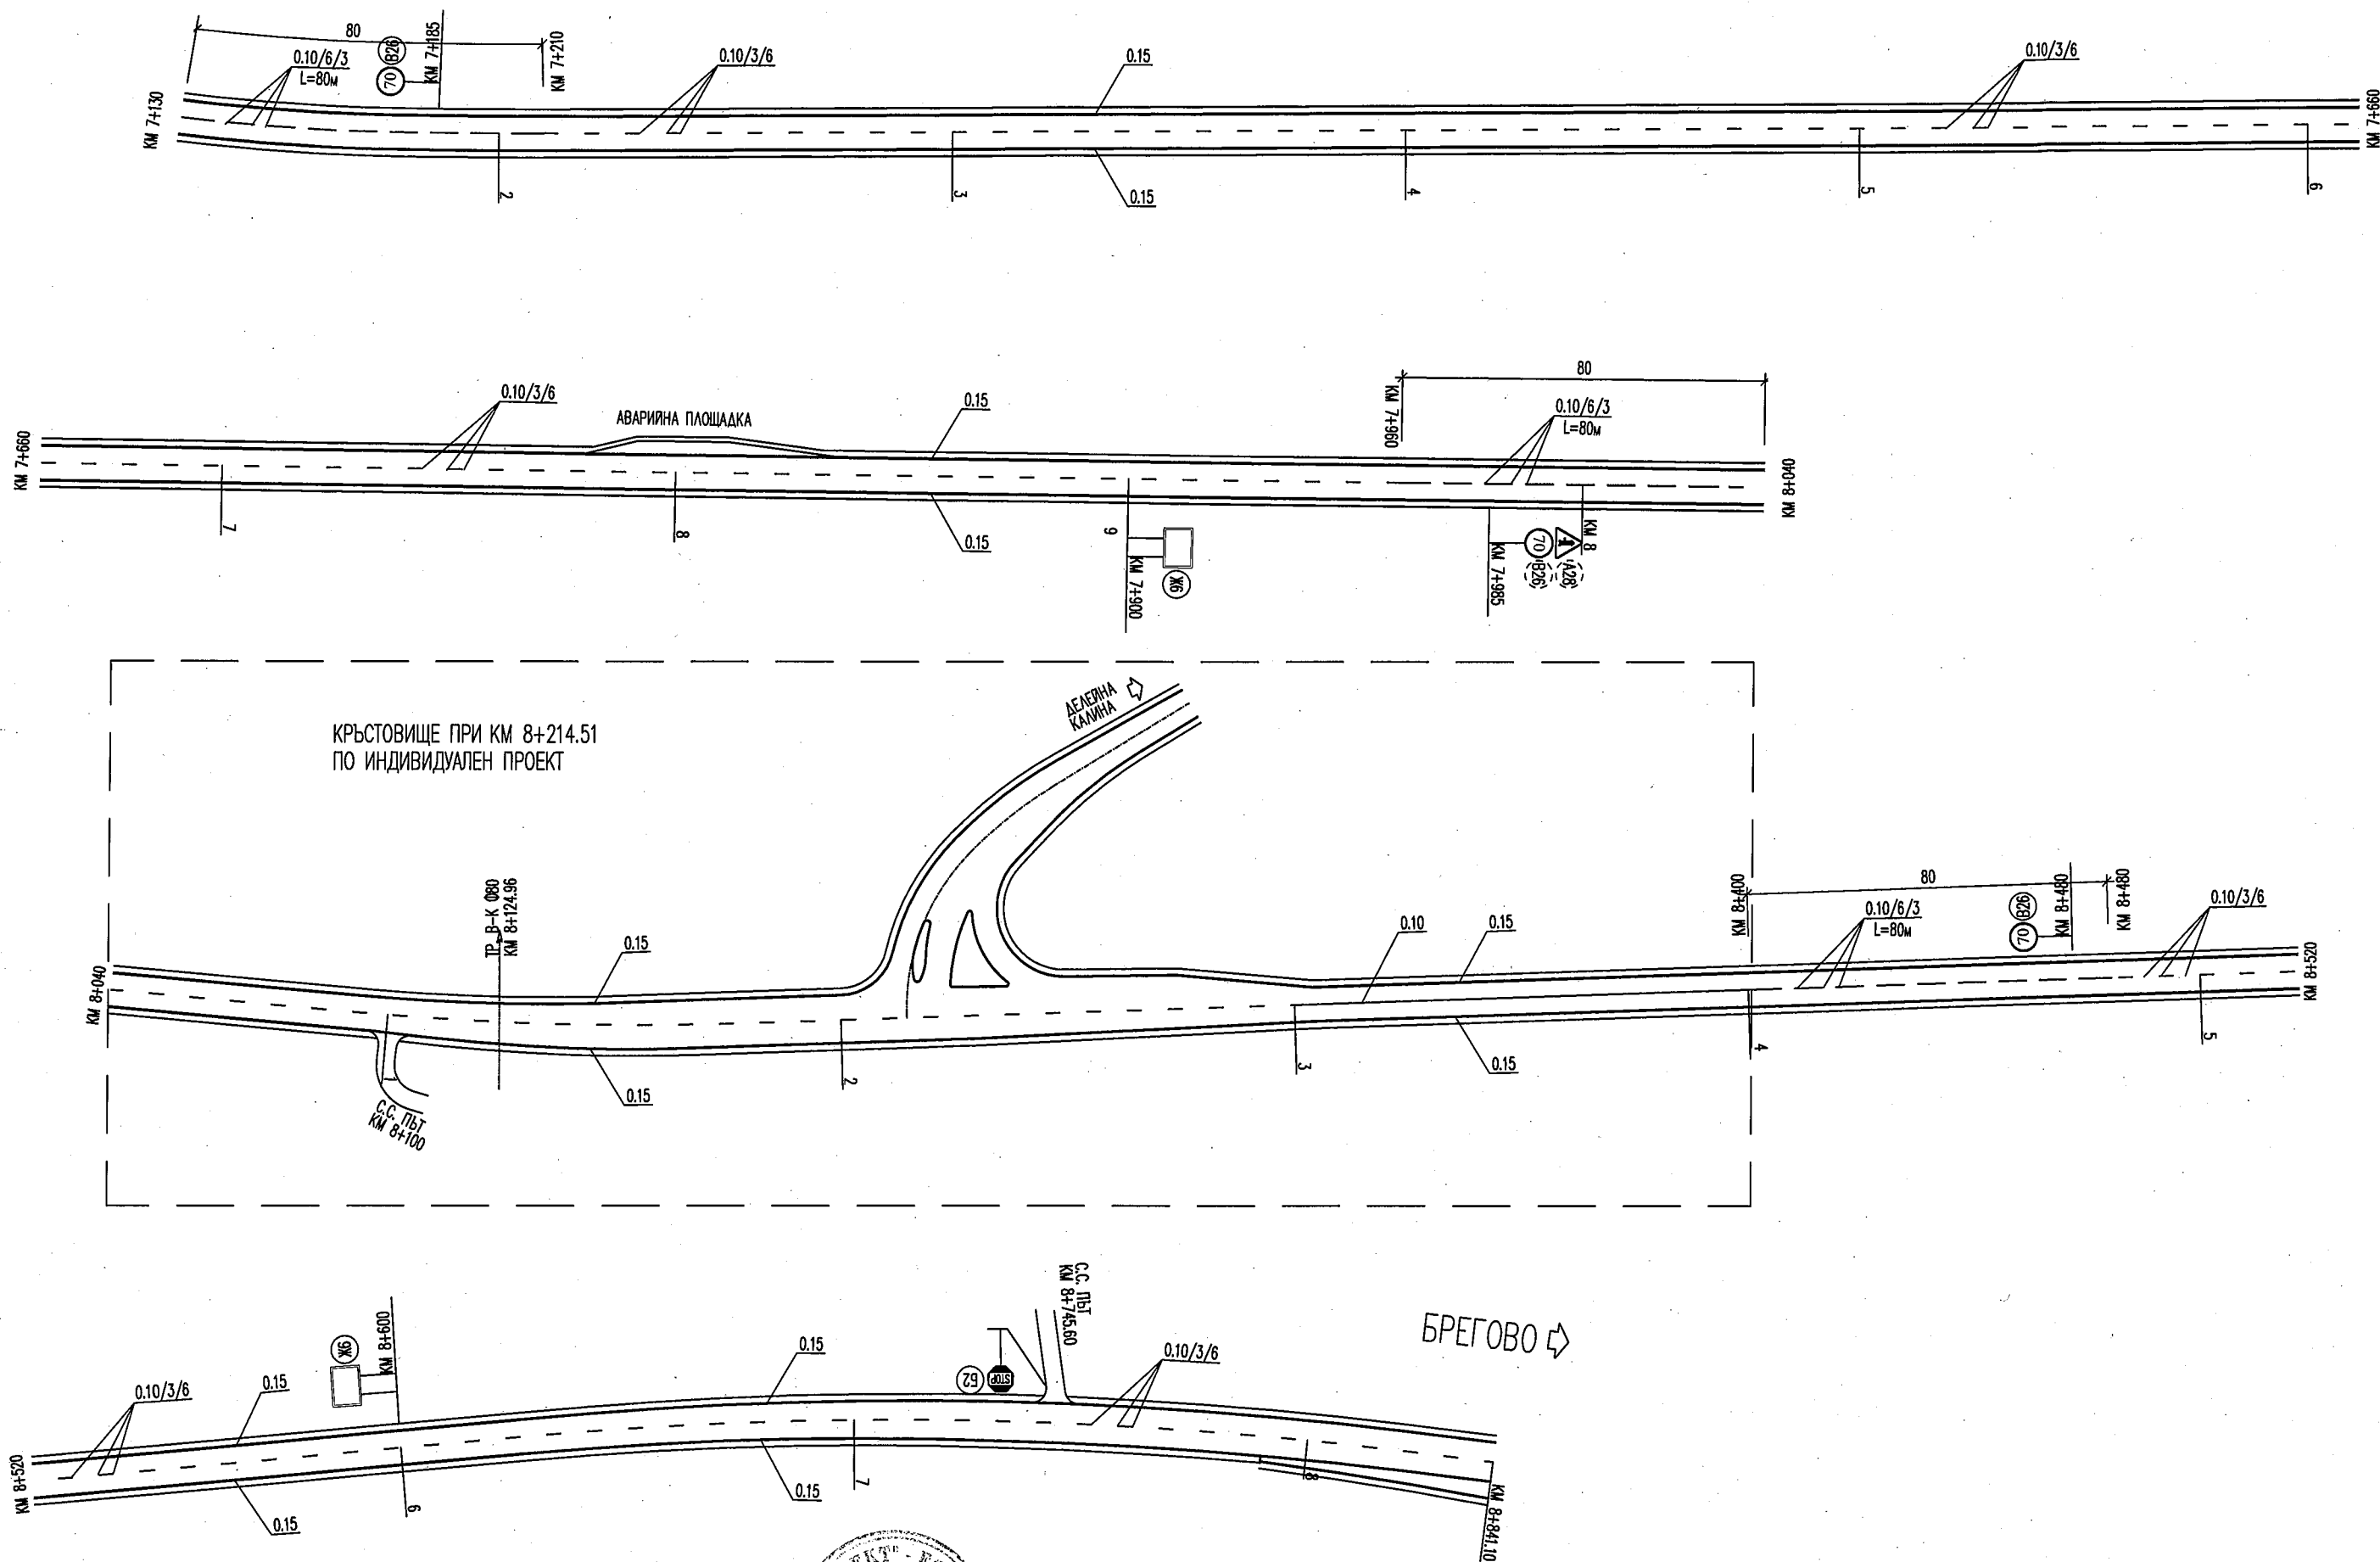 80
0.10/6/3
L=80м
70
В26
КМ 7+185
КМ 7+210
0.10/3/6
0.15
0.10/3/6
КМ 7+130
КМ 7+660
2
3
4
5
6
0.15
80
КМ 7+960
0.10/3/6
АВАРИЙНА ПЛОЩАДКА
0.15
0.10/6/3
L=80м
КМ 7+660
КМ 8+040
7
8
9
0.15
КМ 7+900
Ж6
КМ 7+985
70
В26
А28
КМ 8
КРЪСТОВИЩЕ ПРИ КМ 8+214.51
ПО ИНДИВИДУАЛЕН ПРОЕКТ
ДЕЛЕЙНА
КАЛИНА
ТР. В-К Ф80
КМ 8+124.96
0.15
0.10
0.15
КМ 8+400
80
0.10/6/3
L=80м
70
В26
КМ 8+480
КМ 8+480
0.10/3/6
КМ 8+040
КМ 8+520
1
2
3
4
5
0.15
0.15
С.С. ПЪТ
КМ 8+100
С.С. ПЪТ
КМ 8+745.60
БРЕГОВО
Ж6
КМ 8+600
0.10/3/6
0.15
0.15
Б2
STOP
0.10/3/6
КМ 8+520
6
7
8
0.15
0.15
КМ 8+841.10